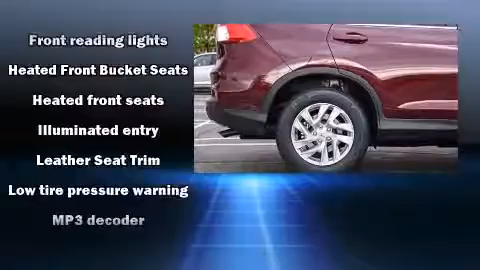 Front reading lights
Heated Front Bucket Seats
Heated front seats
Illuminated entry
Leather Seat Trim
Low tire pressure warning
MP3 decoder